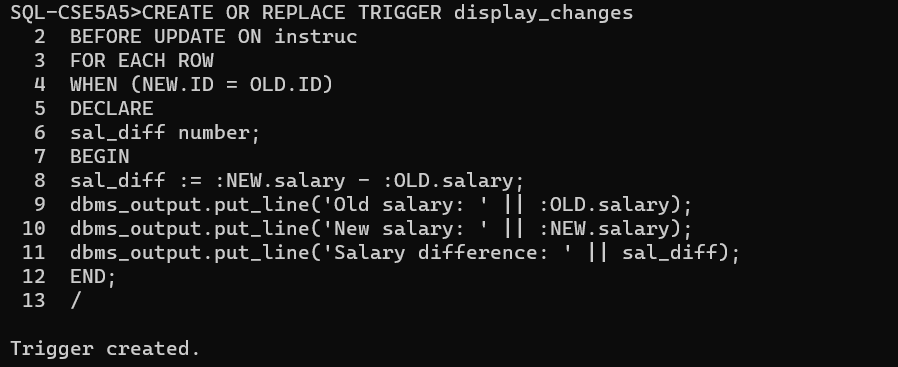 SQL-CSE5A5>CREATE OR REPLACE TRIGGER display_changes
  2  BEFORE UPDATE ON instruc
  3  FOR EACH ROW
  4  WHEN (NEW.ID = OLD.ID)
  5  DECLARE
  6  sal_diff number;
  7  BEGIN
  8  sal_diff := :NEW.salary - :OLD.salary;
  9  dbms_output.put_line('Old salary: ' || :OLD.salary);
 10  dbms_output.put_line('New salary: ' || :NEW.salary);
 11  dbms_output.put_line('Salary difference: ' || sal_diff);
 12  END;
 13  /
Trigger created.